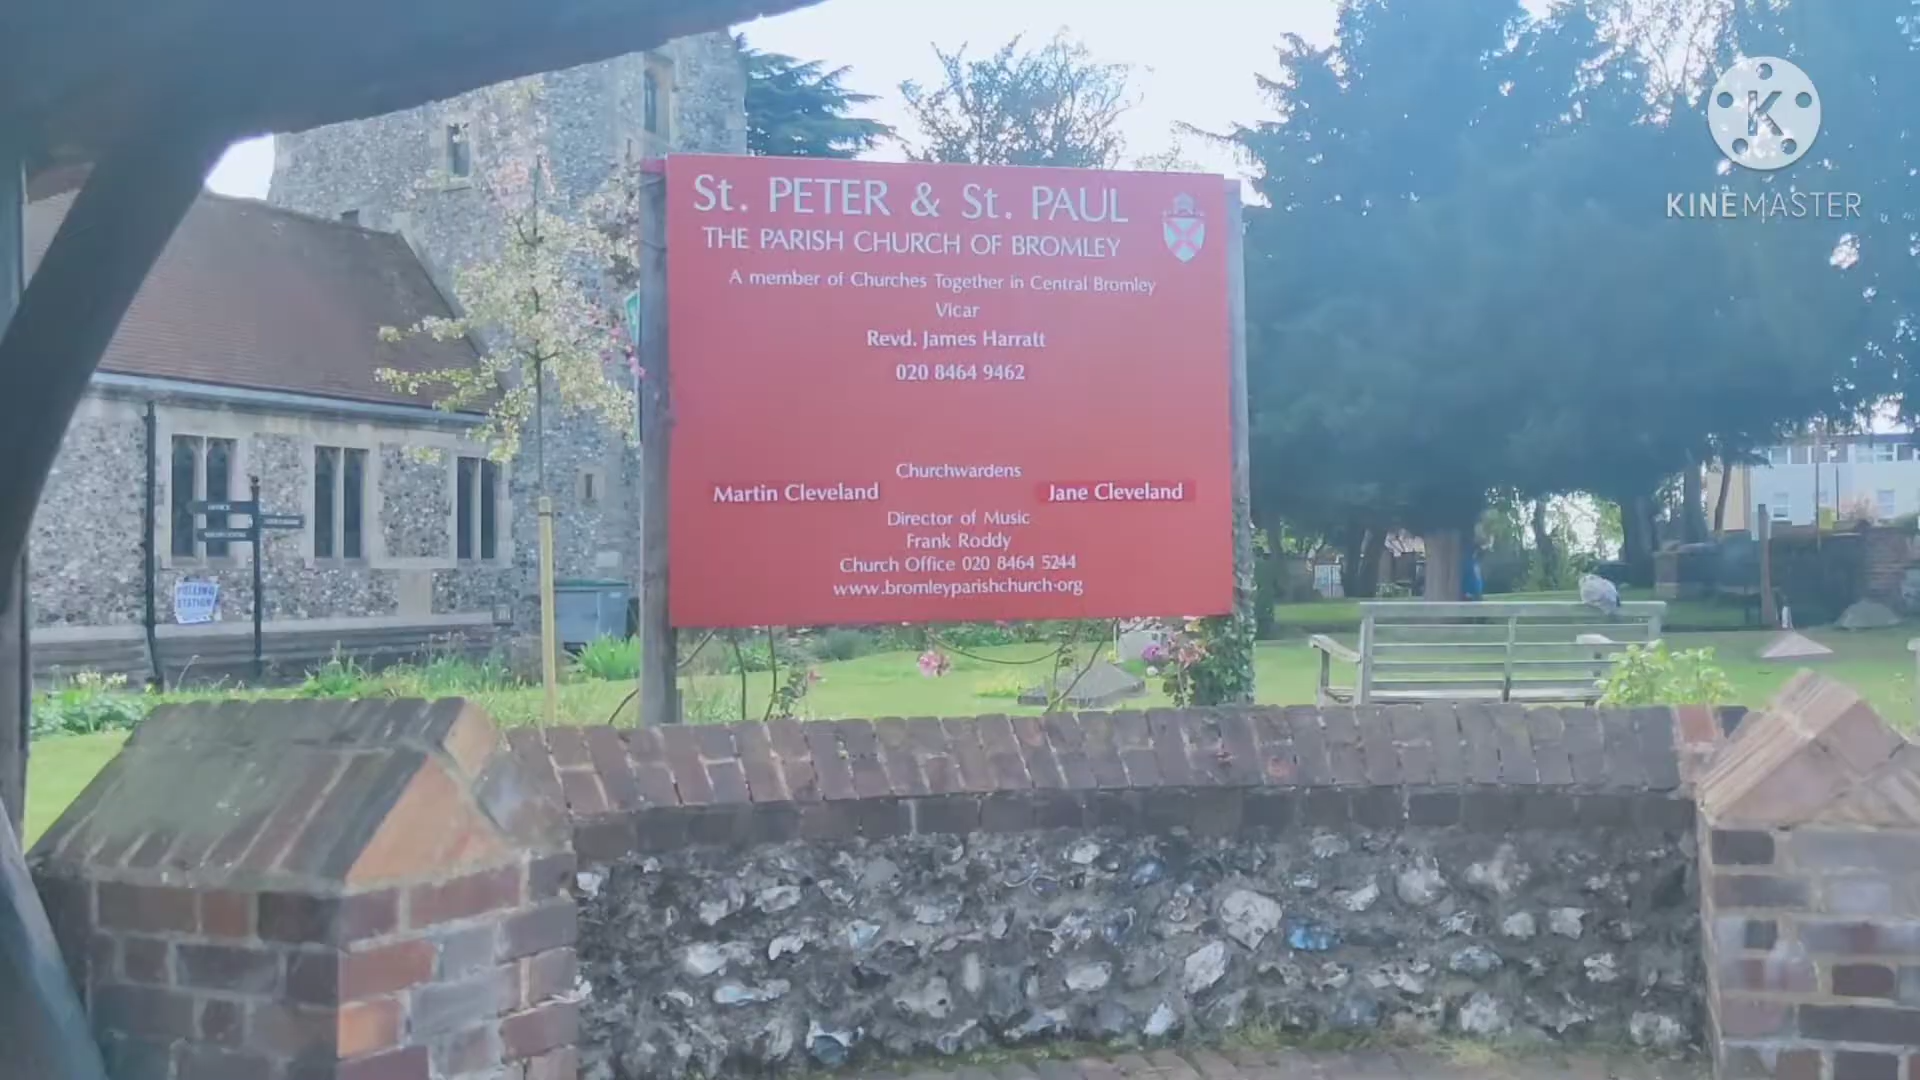 St. PETER & St. PAUL
THE PARISH CHURCH OF BROMLEY
A member of Churches Together in Central Bromley
Vicar
Revd. James Harratt
020 8464 9462
Churchwardens
Martin Cleveland Jane Cleveland
Director of Music
Frank Roddy
Church Office 020 8464 5244
www.bromleyparishchurch.org
POLLING
STATION
K
KINEMASTER